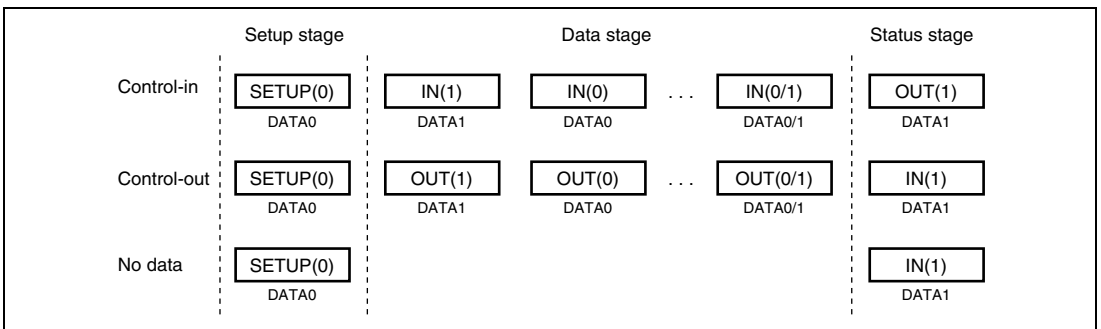 Setup stage Data stage Status stage
Control-in SETUP(0) IN(1) IN(0) . . . IN(0/1) OUT(1)
DATA0 DATA1 DATA0 DATA0/1 DATA1
Control-out SETUP(0) OUT(1) OUT(0) . . . OUT(0/1) IN(1)
DATA0 DATA1 DATA0 DATA0/1 DATA1
No data SETUP(0) IN(1)
DATA0 DATA1